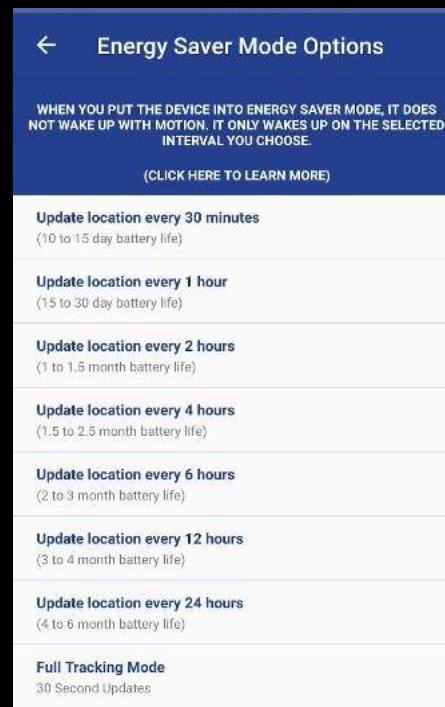 Energy Saver Mode Options
WHEN YOU PUT THE DEVICE INTO ENERGY SAVER MODE, IT DOES
NOT WAKE UP WITH MOTION. IT ONLY WAKES UP ON THE SELECTED
INTERVAL YOU CHOOSE.
(CLICK HERE TO LEARN MORE)
Update location every 30 minutes
(10 to 15 day battery life)
Update location every 1 hour
(15 to 30 day battery life)
Update location every 2 hours
(1 to 1.5 month battery life)
Update location every 4 hours
(1.5 to 2.5 month battery life)
Update location every 6 hours
(2 to 3 month battery life)
Update location every 12 hours
(3 to 4 month battery life)
Update location every 24 hours
(4 to 6 month battery life)
Full Tracking Mode
30 Second Updates